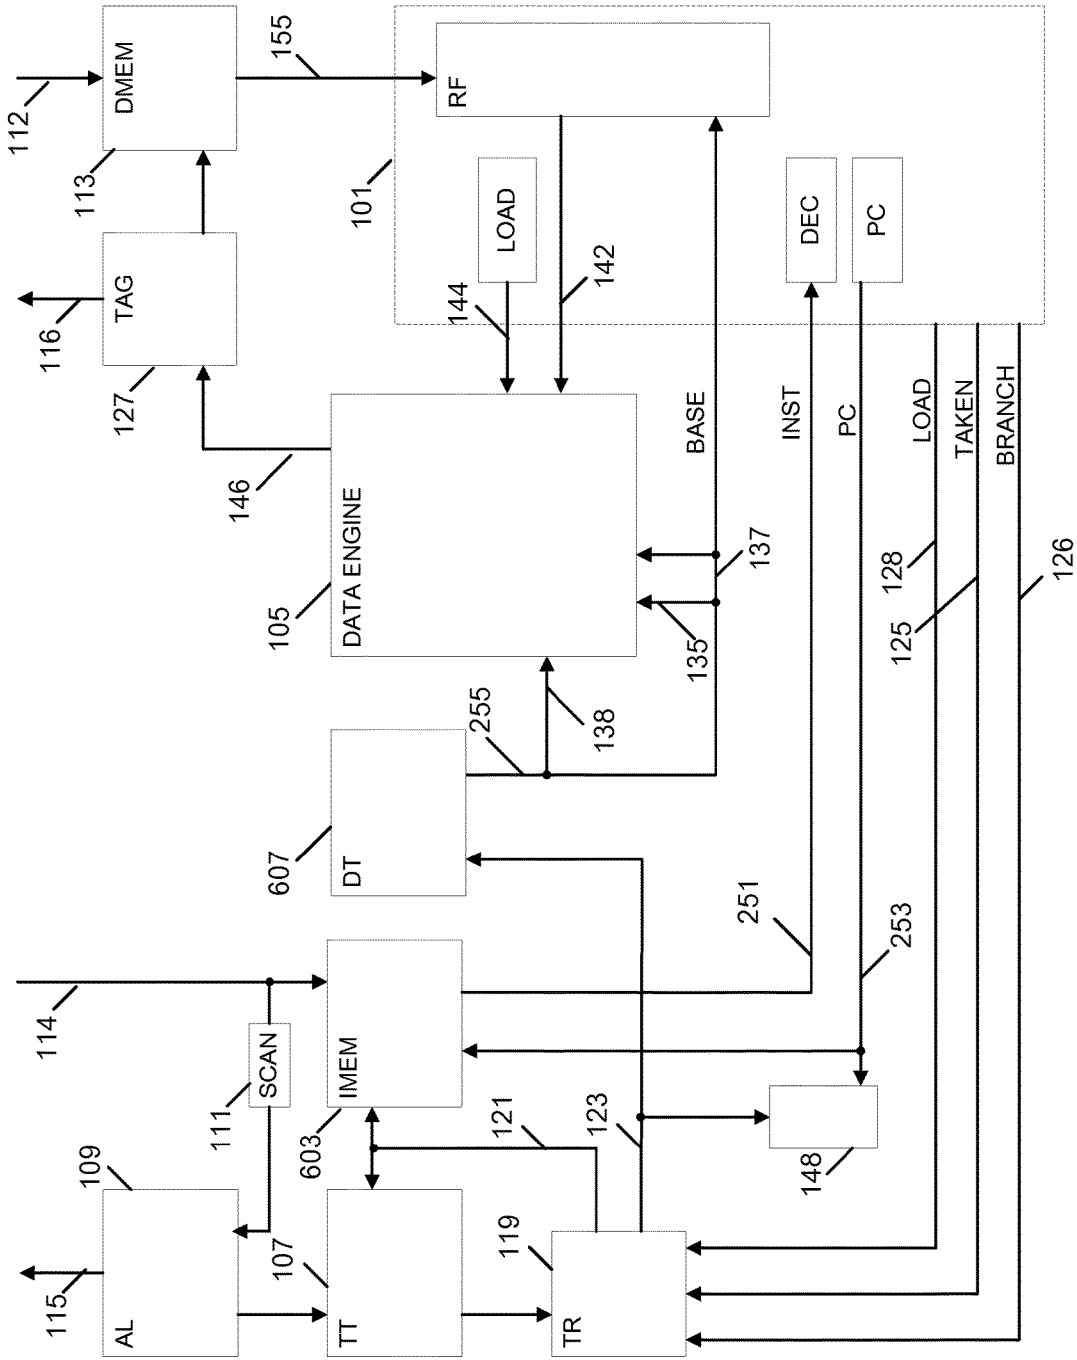 112
DMEM
113
155
RF
101
116
TAG
127
LOAD
144
142
DEC
PC
146
DATA ENGINE
105
BASE
INST
PC
LOAD
TAKEN
BRANCH
137
135
128
125
126
255
138
607
DT
251
253
114
SCAN
111
IMEM
603
121
123
148
109
AL
115
107
TT
119
TR